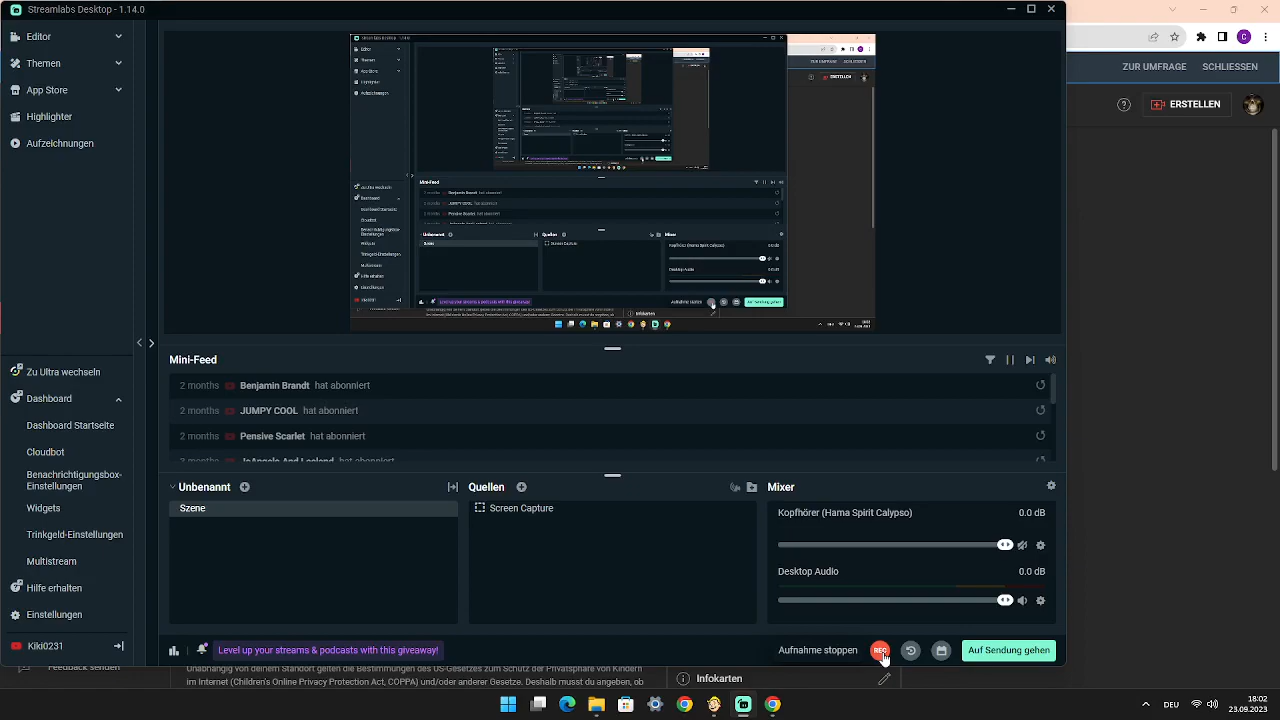 Streamlabs Desktop - 1.14.0
Editor
Themen
App Store
Highlighter
Aufzeichnungen
ZUR UMFRAGE SCHLIESSEN
ERSTELLEN
Mini-Feed
2 months Benjamin Brandt hat abonniert
2 months JUMPY COOL hat abonniert
2 months Pensive Scarlet hat abonniert
Zu Ultra wechseln
Dashboard
Dashboard Startseite
Cloudbot
Benachrichtigungsbox-
Einstellungen
Widgets
Trinkgeld-Einstellungen
Multistream
Hilfe erhalten
Einstellungen
Kiki0231
Unbenannt
Szene
Quellen
Screen Capture
Mixer
Kopfhörer (Hama Spirit Calypso) 0.0 dB
Desktop Audio 0.0 dB
Level up your streams & podcasts with this giveaway!
Aufnahme stoppen REC Auf Sendung gehen
Feedback senden
Unabhängig von deinem Standort gelten die Bestimmungen des US-Gesetzes zum Schutz der Privatsphäre von Kindern
im Internet (Children's Online Privacy Protection Act, COPPA) und/oder anderer Gesetze. Deshalb musst du angeben, ob
Infokarten
DEU
18:02
23.09.2023